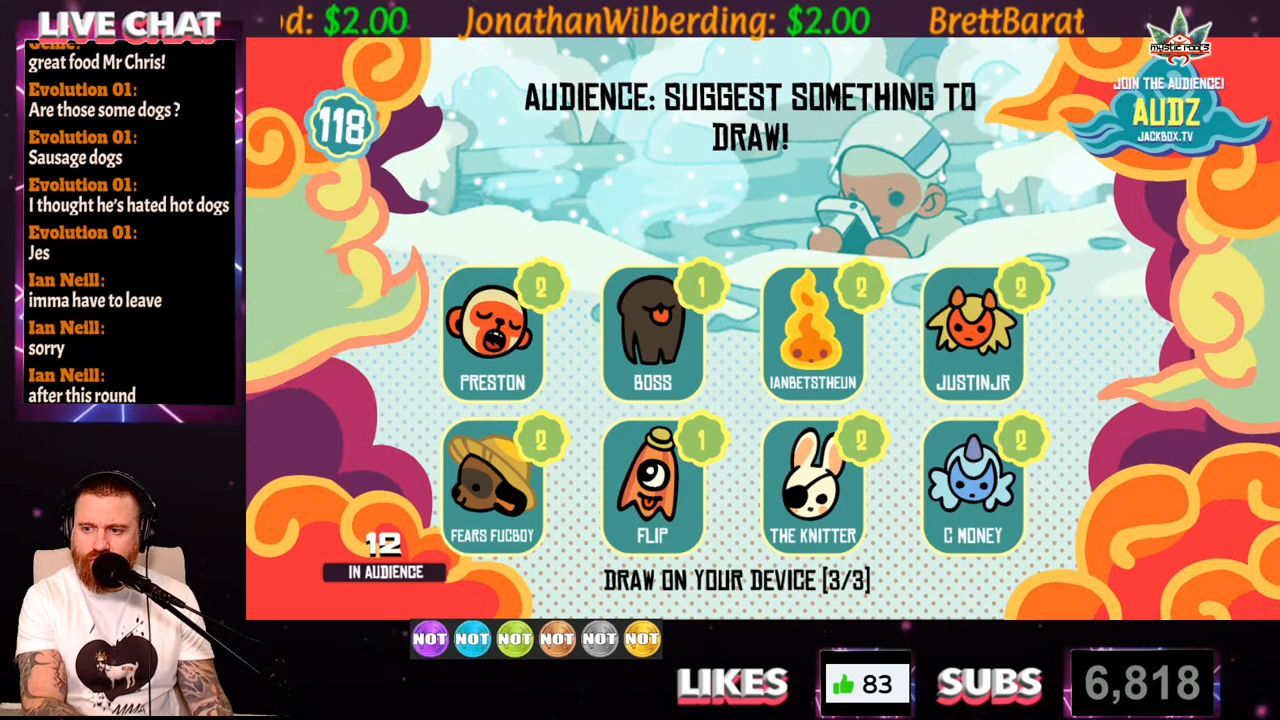 d: $2.00 JonathanWilberding: $2.00 BrettBarat
LIVE CHAT
great food Mr Chris!
Evolution 01:
Are those some dogs ?
Evolution 01:
Sausage dogs
Evolution 01:
I thought he's hated hot dogs
Evolution 01:
Jes
Ian Neill:
imma have to leave
Ian Neill:
sorry
Ian Neill:
after this round
118
AUDIENCE: SUGGEST SOMETHING TO
DRAW!
MYSTIC ROOTS
JOIN THE AUDIENCE!
AUDZ
JACKBOX.TV
2 1 2 2
PRESTON BOSS IANBETSTHEUN JUSTINJR
2 1 2 2
FEARS FUCBOY FLIP THE KNITTER C MONEY
12
IN AUDIENCE
DRAW ON YOUR DEVICE [3/3]
NOT NOT NOT NOT NOT NOT
LIKES 83 SUBS 6,818